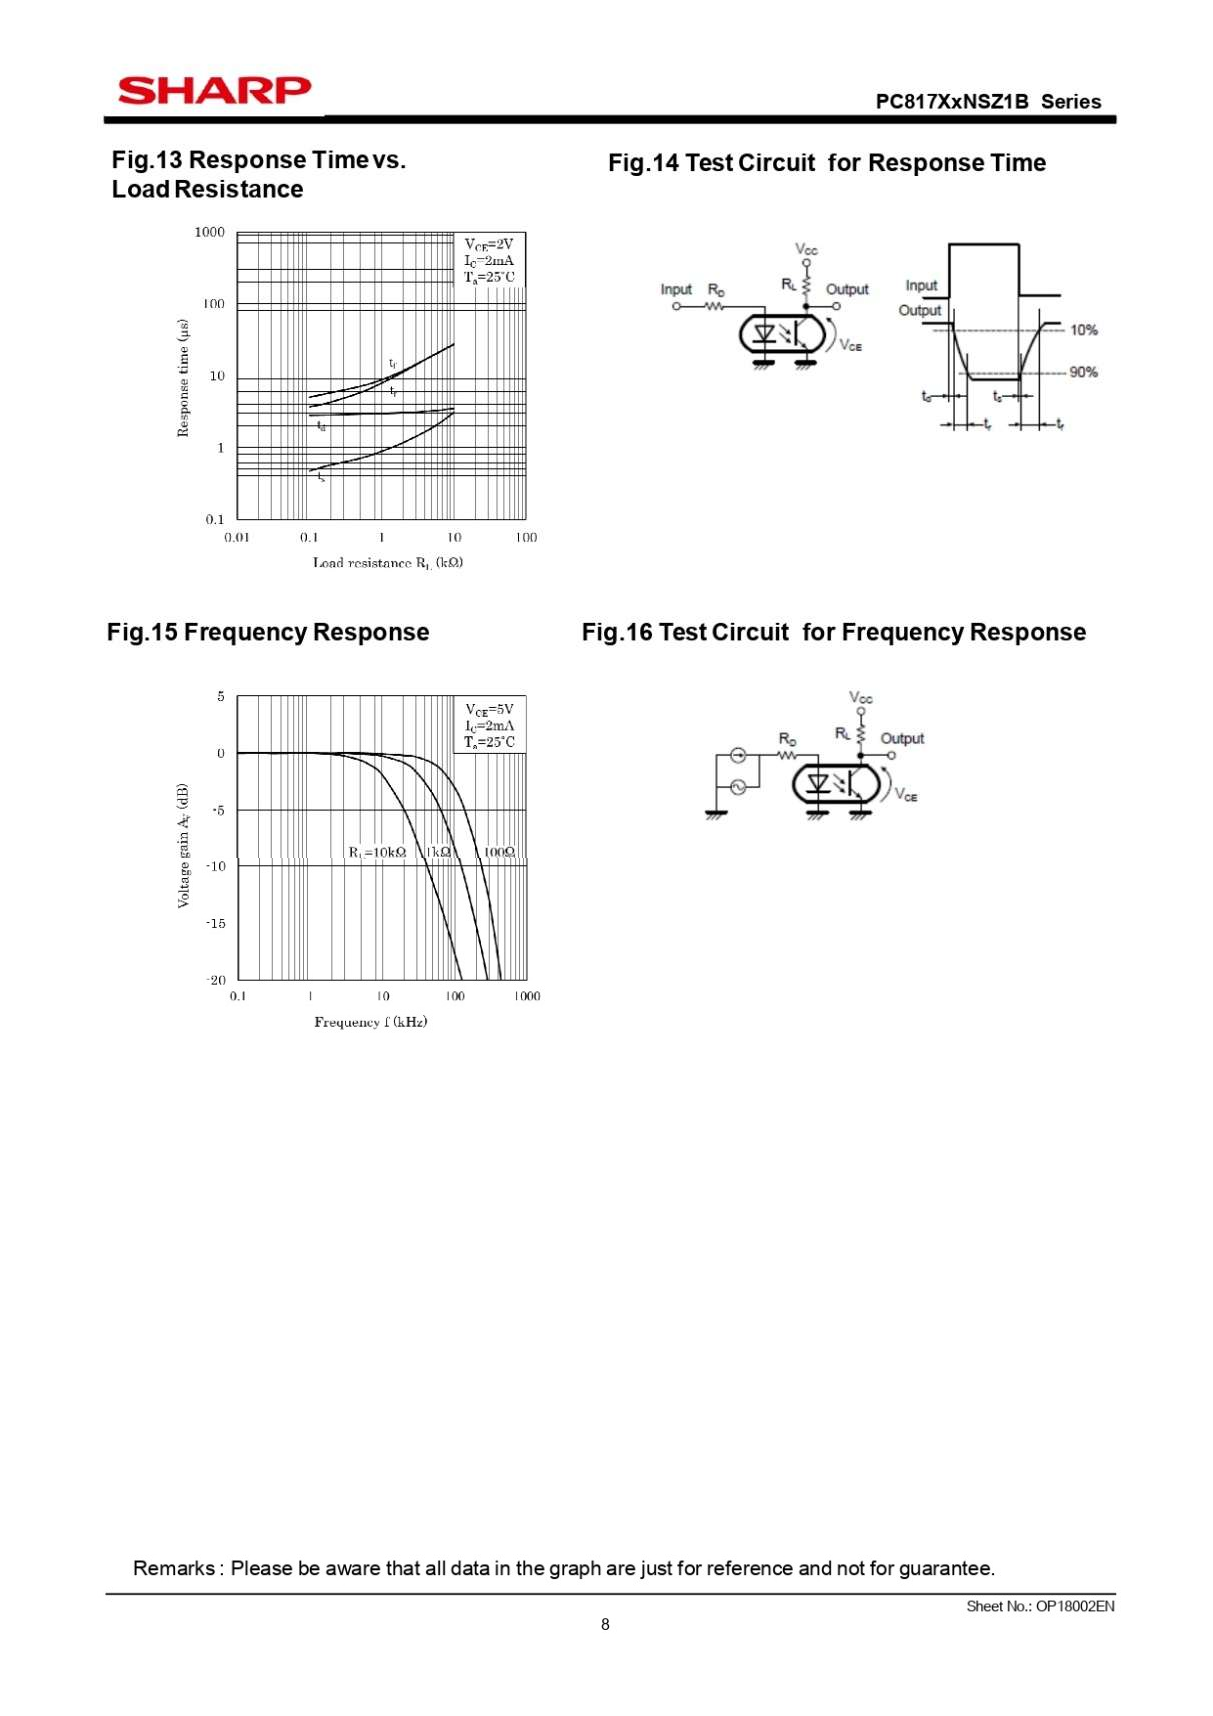 SHARP
PC817XxNSZ1B Series
Fig.13 Response Time vs.
Load Resistance
Fig.14 Test Circuit for Response Time
1000
100
10
1
0.1
0.01
0.1
1
10
100
Response time (μs)
Load resistance RL (kΩ)
VCE=2V
IC=2mA
Ta=25°C
tf
tr
td
ts
VCC
Input RD
RL
Output
VCE
Input
Output
10%
90%
td
ts
tr
tf
Fig.15 Frequency Response
Fig.16 Test Circuit for Frequency Response
5
0
-5
-10
-15
-20
0.1
1
10
100
1000
Voltage gain AV (dB)
Frequency f (kHz)
VCE=5V
IC=2mA
Ta=25°C
RL=10kΩ
1kΩ
100Ω
VCC
RD
RL
Output
VCE
Remarks : Please be aware that all data in the graph are just for reference and not for guarantee.
Sheet No.: OP18002EN
8